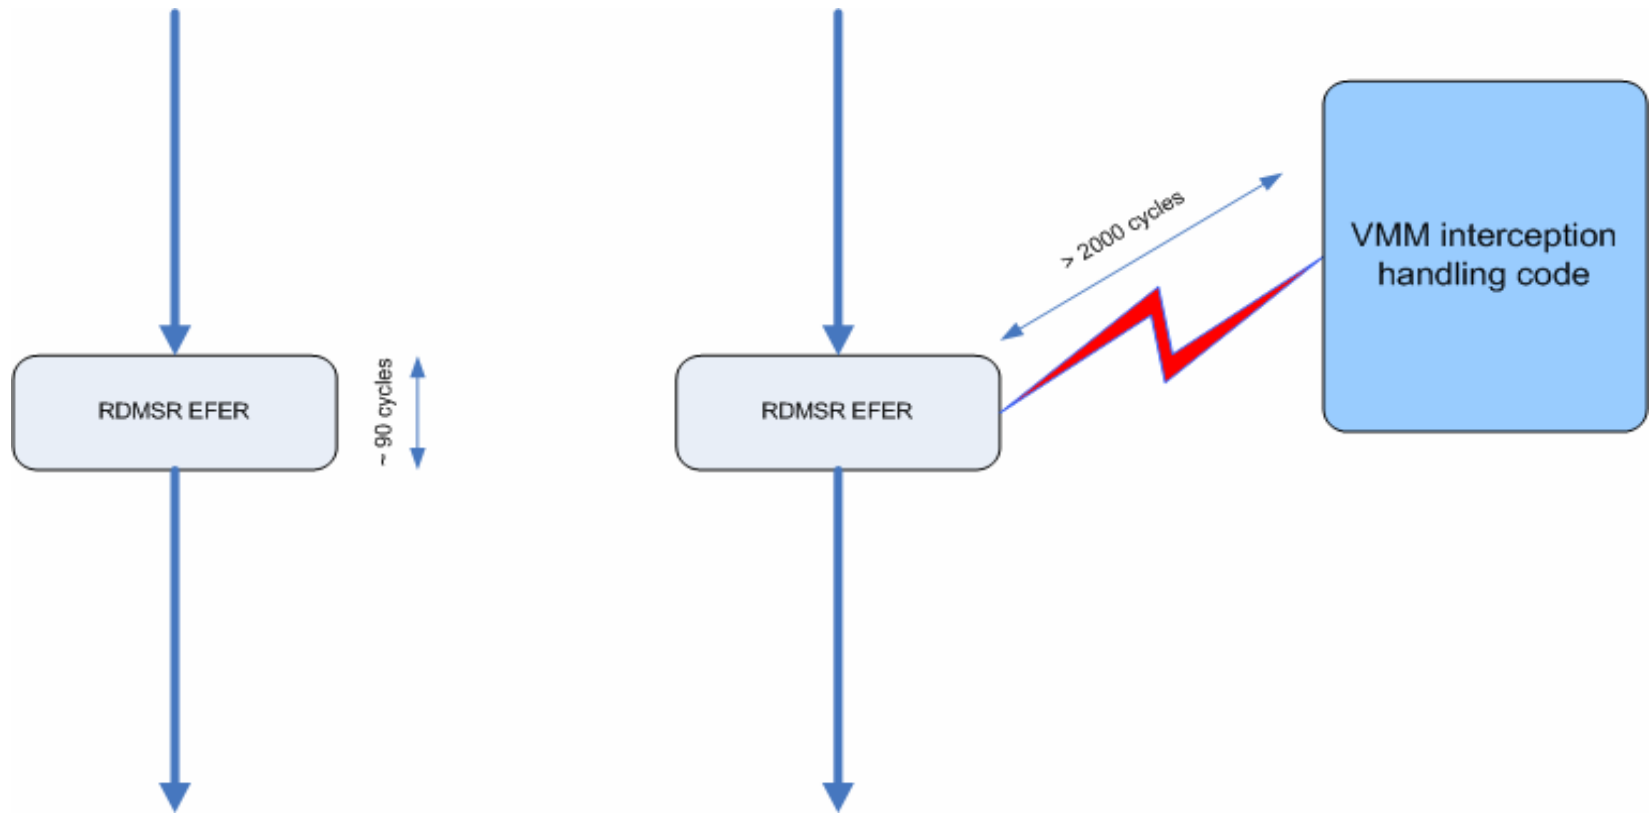 RDMSR EFER
~ 90 cycles
RDMSR EFER
> 2000 cycles
VMM interception
handling code